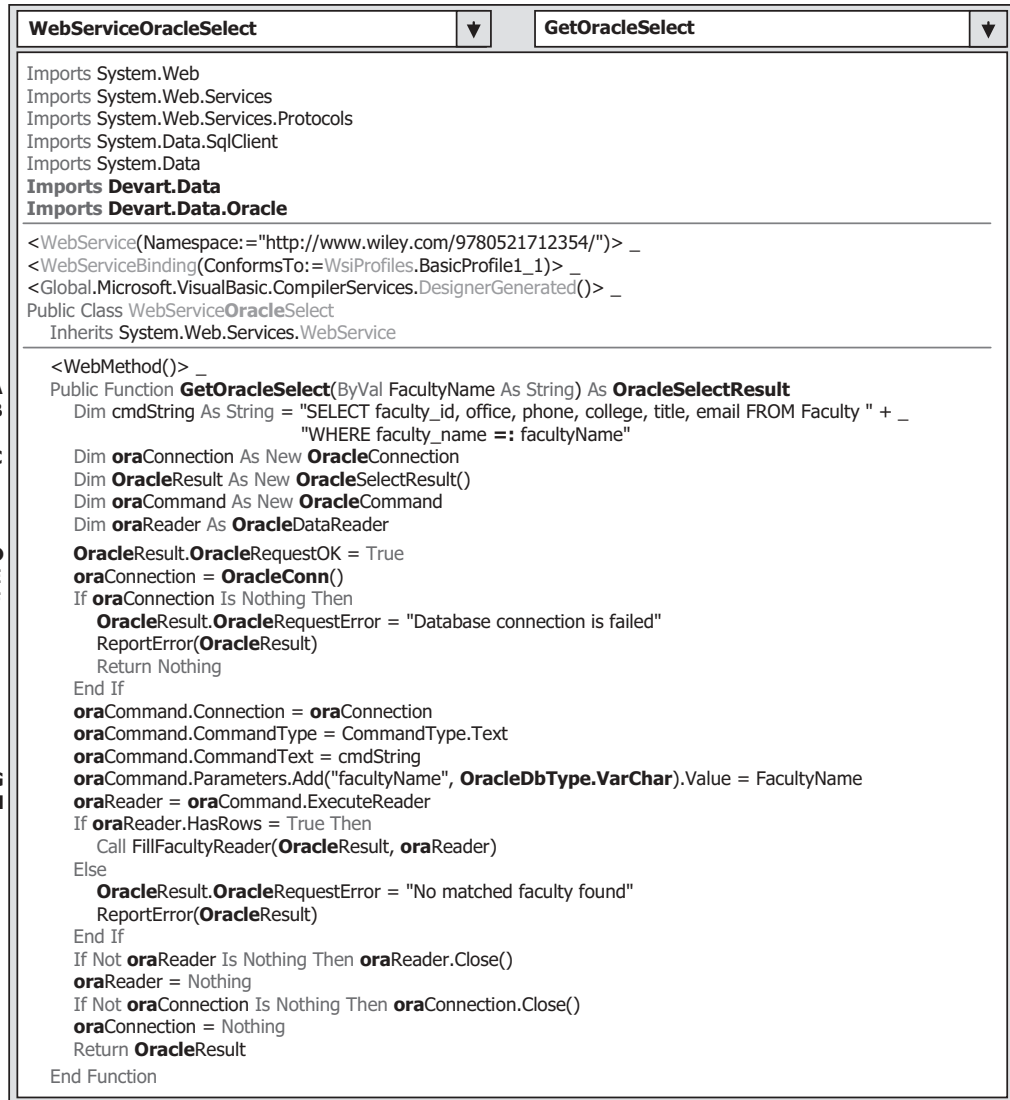 WebServiceOracleSelect GetOracleSelect
Imports System.Web
Imports System.Web.Services
Imports System.Web.Services.Protocols
Imports System.Data.SqlClient
Imports System.Data
Imports Devart.Data
Imports Devart.Data.Oracle
<WebService(Namespace:="http://www.wiley.com/9780521712354/")> _
<WebServiceBinding(ConformsTo:=WsiProfiles.BasicProfile1_1)> _
<Global.Microsoft.VisualBasic.CompilerServices.DesignerGenerated()> _
Public Class WebServiceOracleSelect
Inherits System.Web.Services.WebService
<WebMethod()> _
Public Function GetOracleSelect(ByVal FacultyName As String) As OracleSelectResult
Dim cmdString As String = "SELECT faculty_id, office, phone, college, title, email FROM Faculty " + _
"WHERE faculty_name =: facultyName"
Dim oraConnection As New OracleConnection
Dim OracleResult As New OracleSelectResult()
Dim oraCommand As New OracleCommand
Dim oraReader As OracleDataReader
OracleResult.OracleRequestOK = True
oraConnection = OracleConn()
If oraConnection Is Nothing Then
OracleResult.OracleRequestError = "Database connection is failed"
ReportError(OracleResult)
Return Nothing
End If
oraCommand.Connection = oraConnection
oraCommand.CommandType = CommandType.Text
oraCommand.CommandText = cmdString
oraCommand.Parameters.Add("facultyName", OracleDbType.VarChar).Value = FacultyName
oraReader = oraCommand.ExecuteReader
If oraReader.HasRows = True Then
Call FillFacultyReader(OracleResult, oraReader)
Else
OracleResult.OracleRequestError = "No matched faculty found"
ReportError(OracleResult)
End If
If Not oraReader Is Nothing Then oraReader.Close()
oraReader = Nothing
If Not oraConnection Is Nothing Then oraConnection.Close()
oraConnection = Nothing
Return OracleResult
End Function